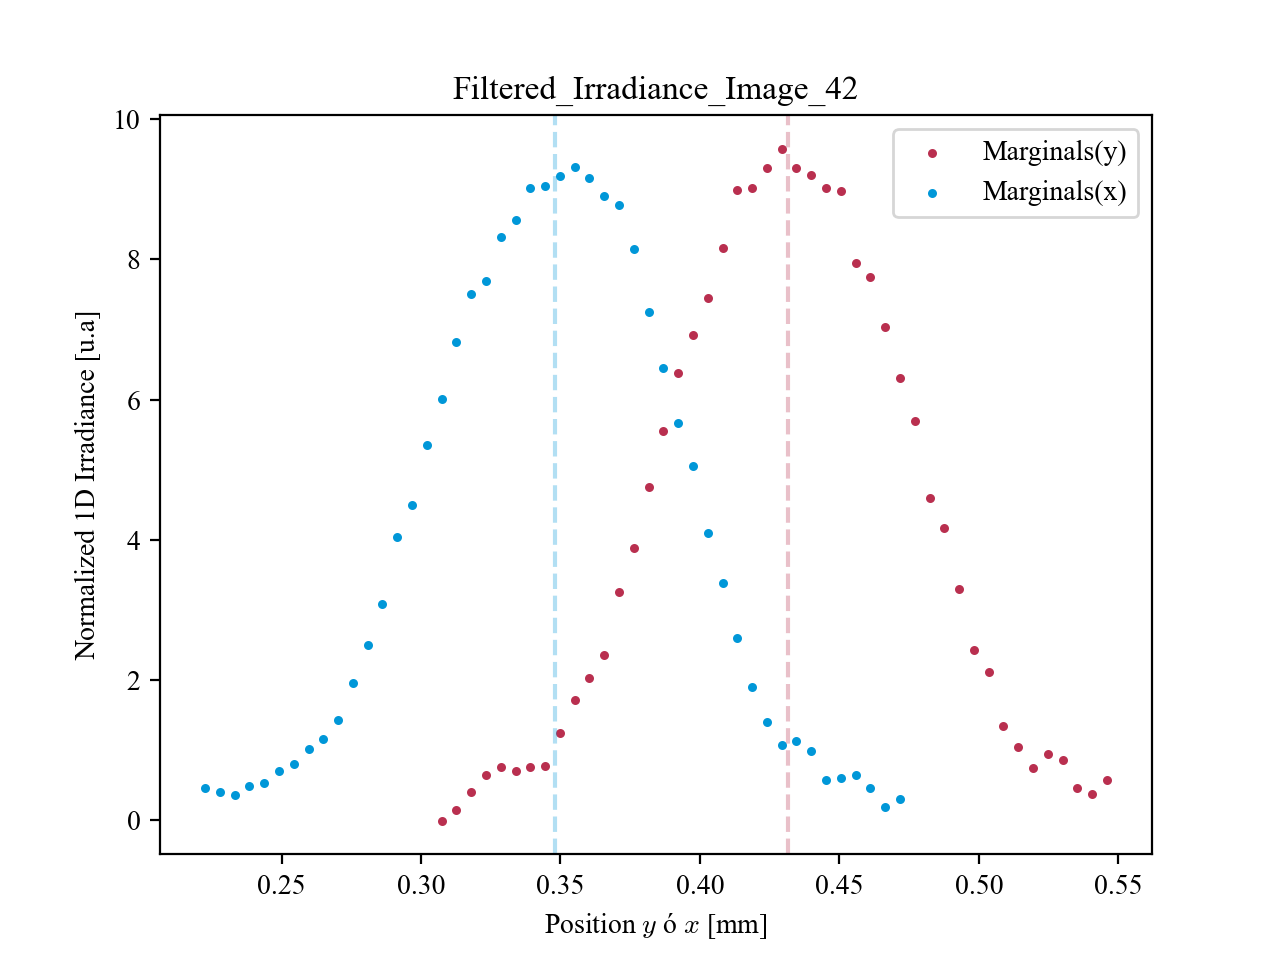 Filtered_Irradiance_Image_42
Marginals(y)
Marginals(x)
Normalized 1D Irradiance [u.a]
10
8
6
4
2
0
0.25 0.30 0.35 0.40 0.45 0.50 0.55
Position y ó x [mm]